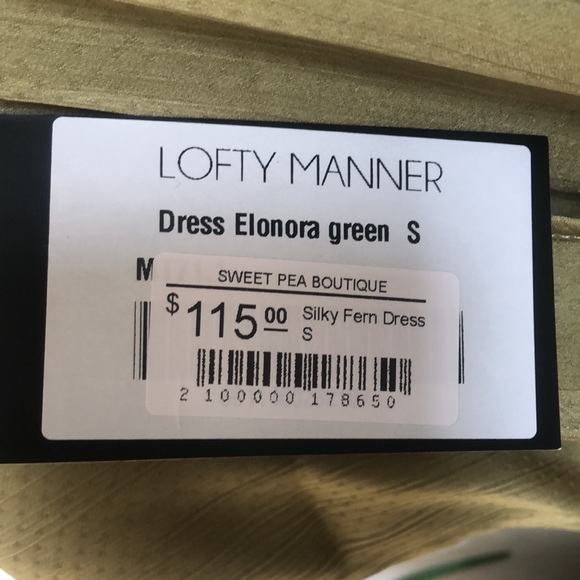 LOFTY MANNER
Dress Elonora green S
M
SWEET PEA BOUTIQUE
$115.00 Silky Fern Dress
S
2 100000 178650